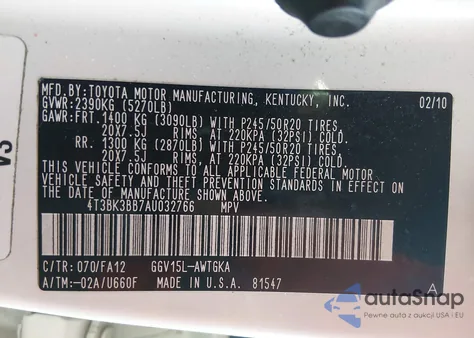 MFD.BY:TOYOTA MOTOR MANUFACTURING, KENTUCKY, INC. 02/10
GVWR:2390KG (5270LB)
GAWR:FRT.1400 KG (3090LB) WITH P245/50R20 TIRES,
20X7.5J RIMS, AT 220KPA (32PSI) COLD.
RR. 1300 KG (2870LB) WITH P245/50R20 TIRES,
20X7.5J RIMS, AT 220KPA (32PSI) COLD.
THIS VEHICLE CONFORMS TO ALL APPLICABLE FEDERAL MOTOR
VEHICLE SAFETY AND THEFT PREVENTION STANDARDS IN EFFECT ON
THE DATE OF MANUFACTURE SHOWN ABOVE.
4T3BK3BB7AU032766 MPV
C/TR:070/FA12 GGV15L-AWTGKA
A/TM:-02A/U660F MADE IN U.S.A. 81547 A
autoSnap
Pewne auta z aukcji USA